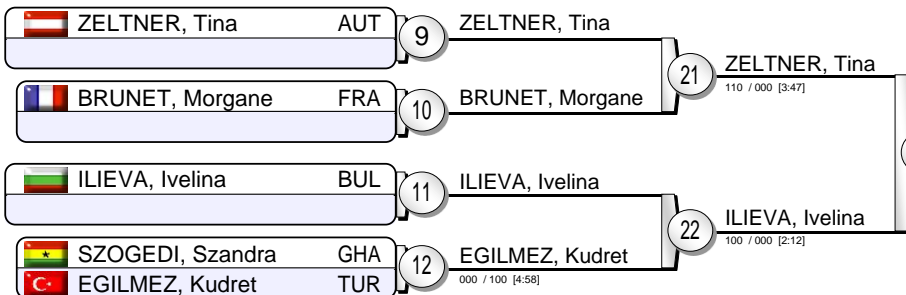 ZELTNER, Tina AUT
9
ZELTNER, Tina
BRUNET, Morgane FRA
10
BRUNET, Morgane
21
ZELTNER, Tina
110 / 000 [3:47]
ILIEVA, Ivelina BUL
11
ILIEVA, Ivelina
SZOGEDI, Szandra GHA
EGILMEZ, Kudret TUR
12
EGILMEZ, Kudret
000 / 100 [4:58]
22
ILIEVA, Ivelina
100 / 000 [2:12]